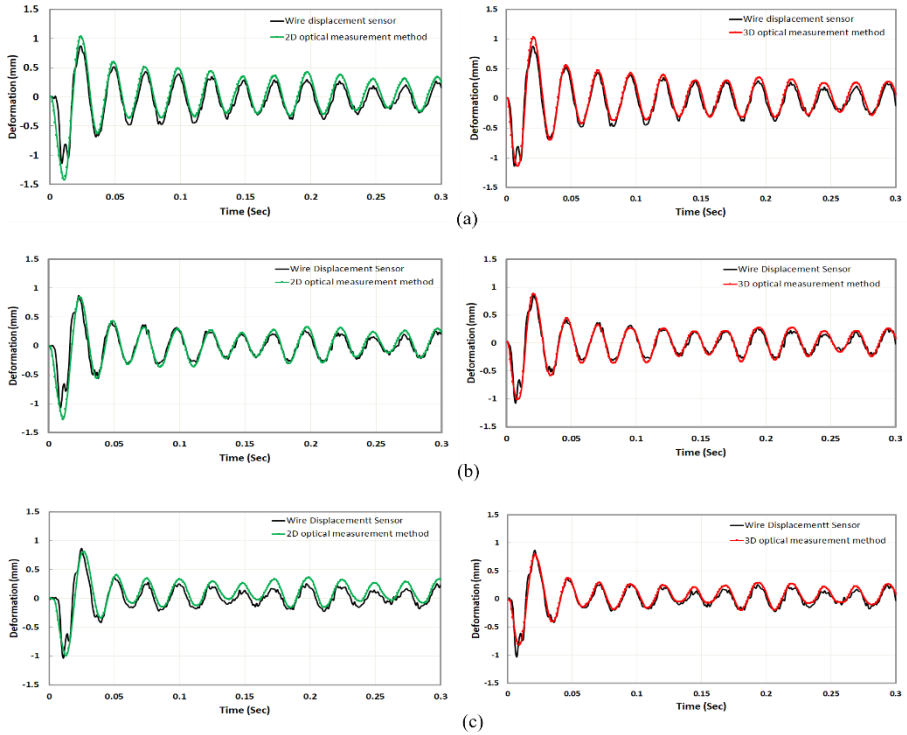 1.5
1
0.5
0
-0.5
-1
-1.5
Deformation (mm)
Wire displacement sensor
2D optical measurement method
0 0.05 0.1 0.15 0.2 0.25 0.3
Time (Sec)
1.5
1
0.5
0
-0.5
-1
-1.5
Deformation (mm)
Wire displacement sensor
3D optical measurement method
0 0.05 0.1 0.15 0.2 0.25 0.3
Time (Sec)
(a)
1.5
1
0.5
0
-0.5
-1
-1.5
Deformation(mm)
Wire Displacement Sensor
2D optical measurement method
0 0.05 0.1 0.15 0.2 0.25 0.3
Time (Sec)
1.5
1
0.5
0
-0.5
-1
-1.5
Deformation (mm)
Wire Displacement Sensor
3D optical measurement method
0 0.05 0.1 0.15 0.2 0.25 0.3
Time (Sec)
(b)
1.5
1
0.5
0
-0.5
-1
-1.5
Deformation(mm)
Wire Displacementt Sensor
2D optical measurement method
0 0.05 0.1 0.15 0.2 0.25 0.3
Time (Sec)
1.5
1
0.5
0
-0.5
-1
-1.5
Deformation (mm)
Wire Displacementt Sensor
3D optical measurement method
0 0.05 0.1 0.15 0.2 0.25 0.3
Time (Sec)
(c)